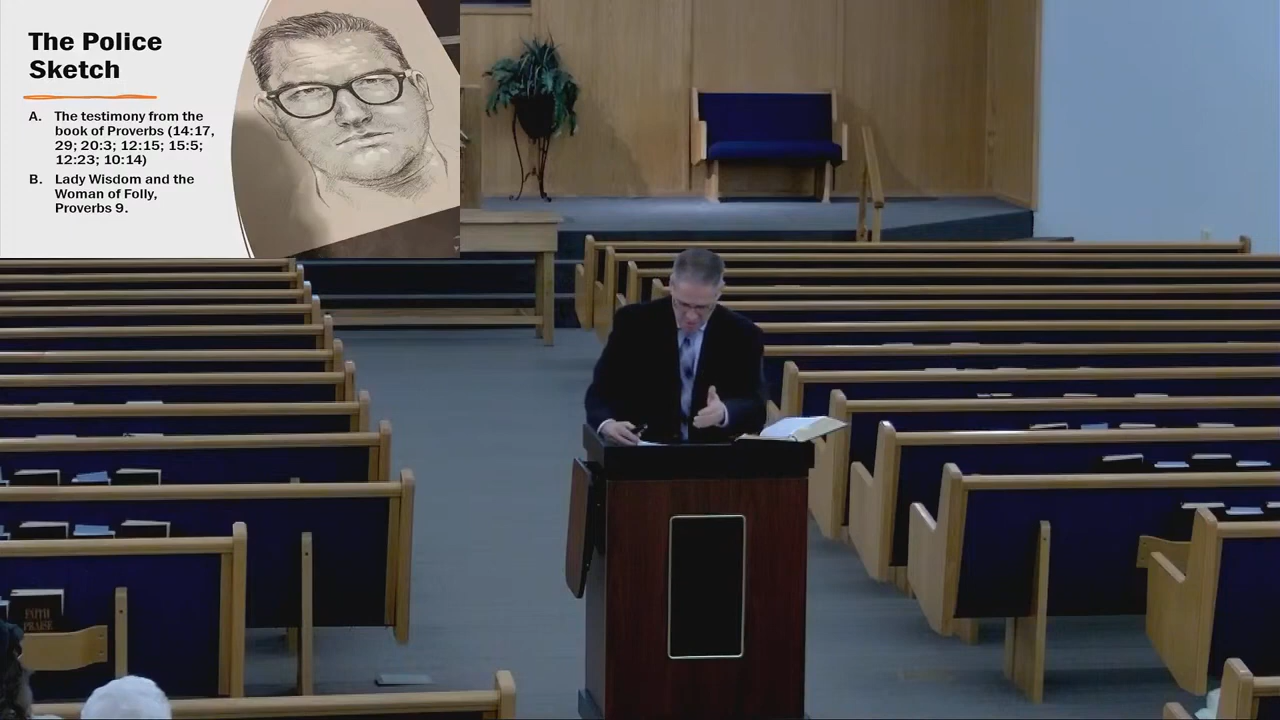 The Police
Sketch
A. The testimony from the
book of Proverbs (14:17,
29; 20:3; 12:15; 15:5;
12:23; 10:14)
B. Lady Wisdom and the
Woman of Folly,
Proverbs 9.
FAITH
PRAISE